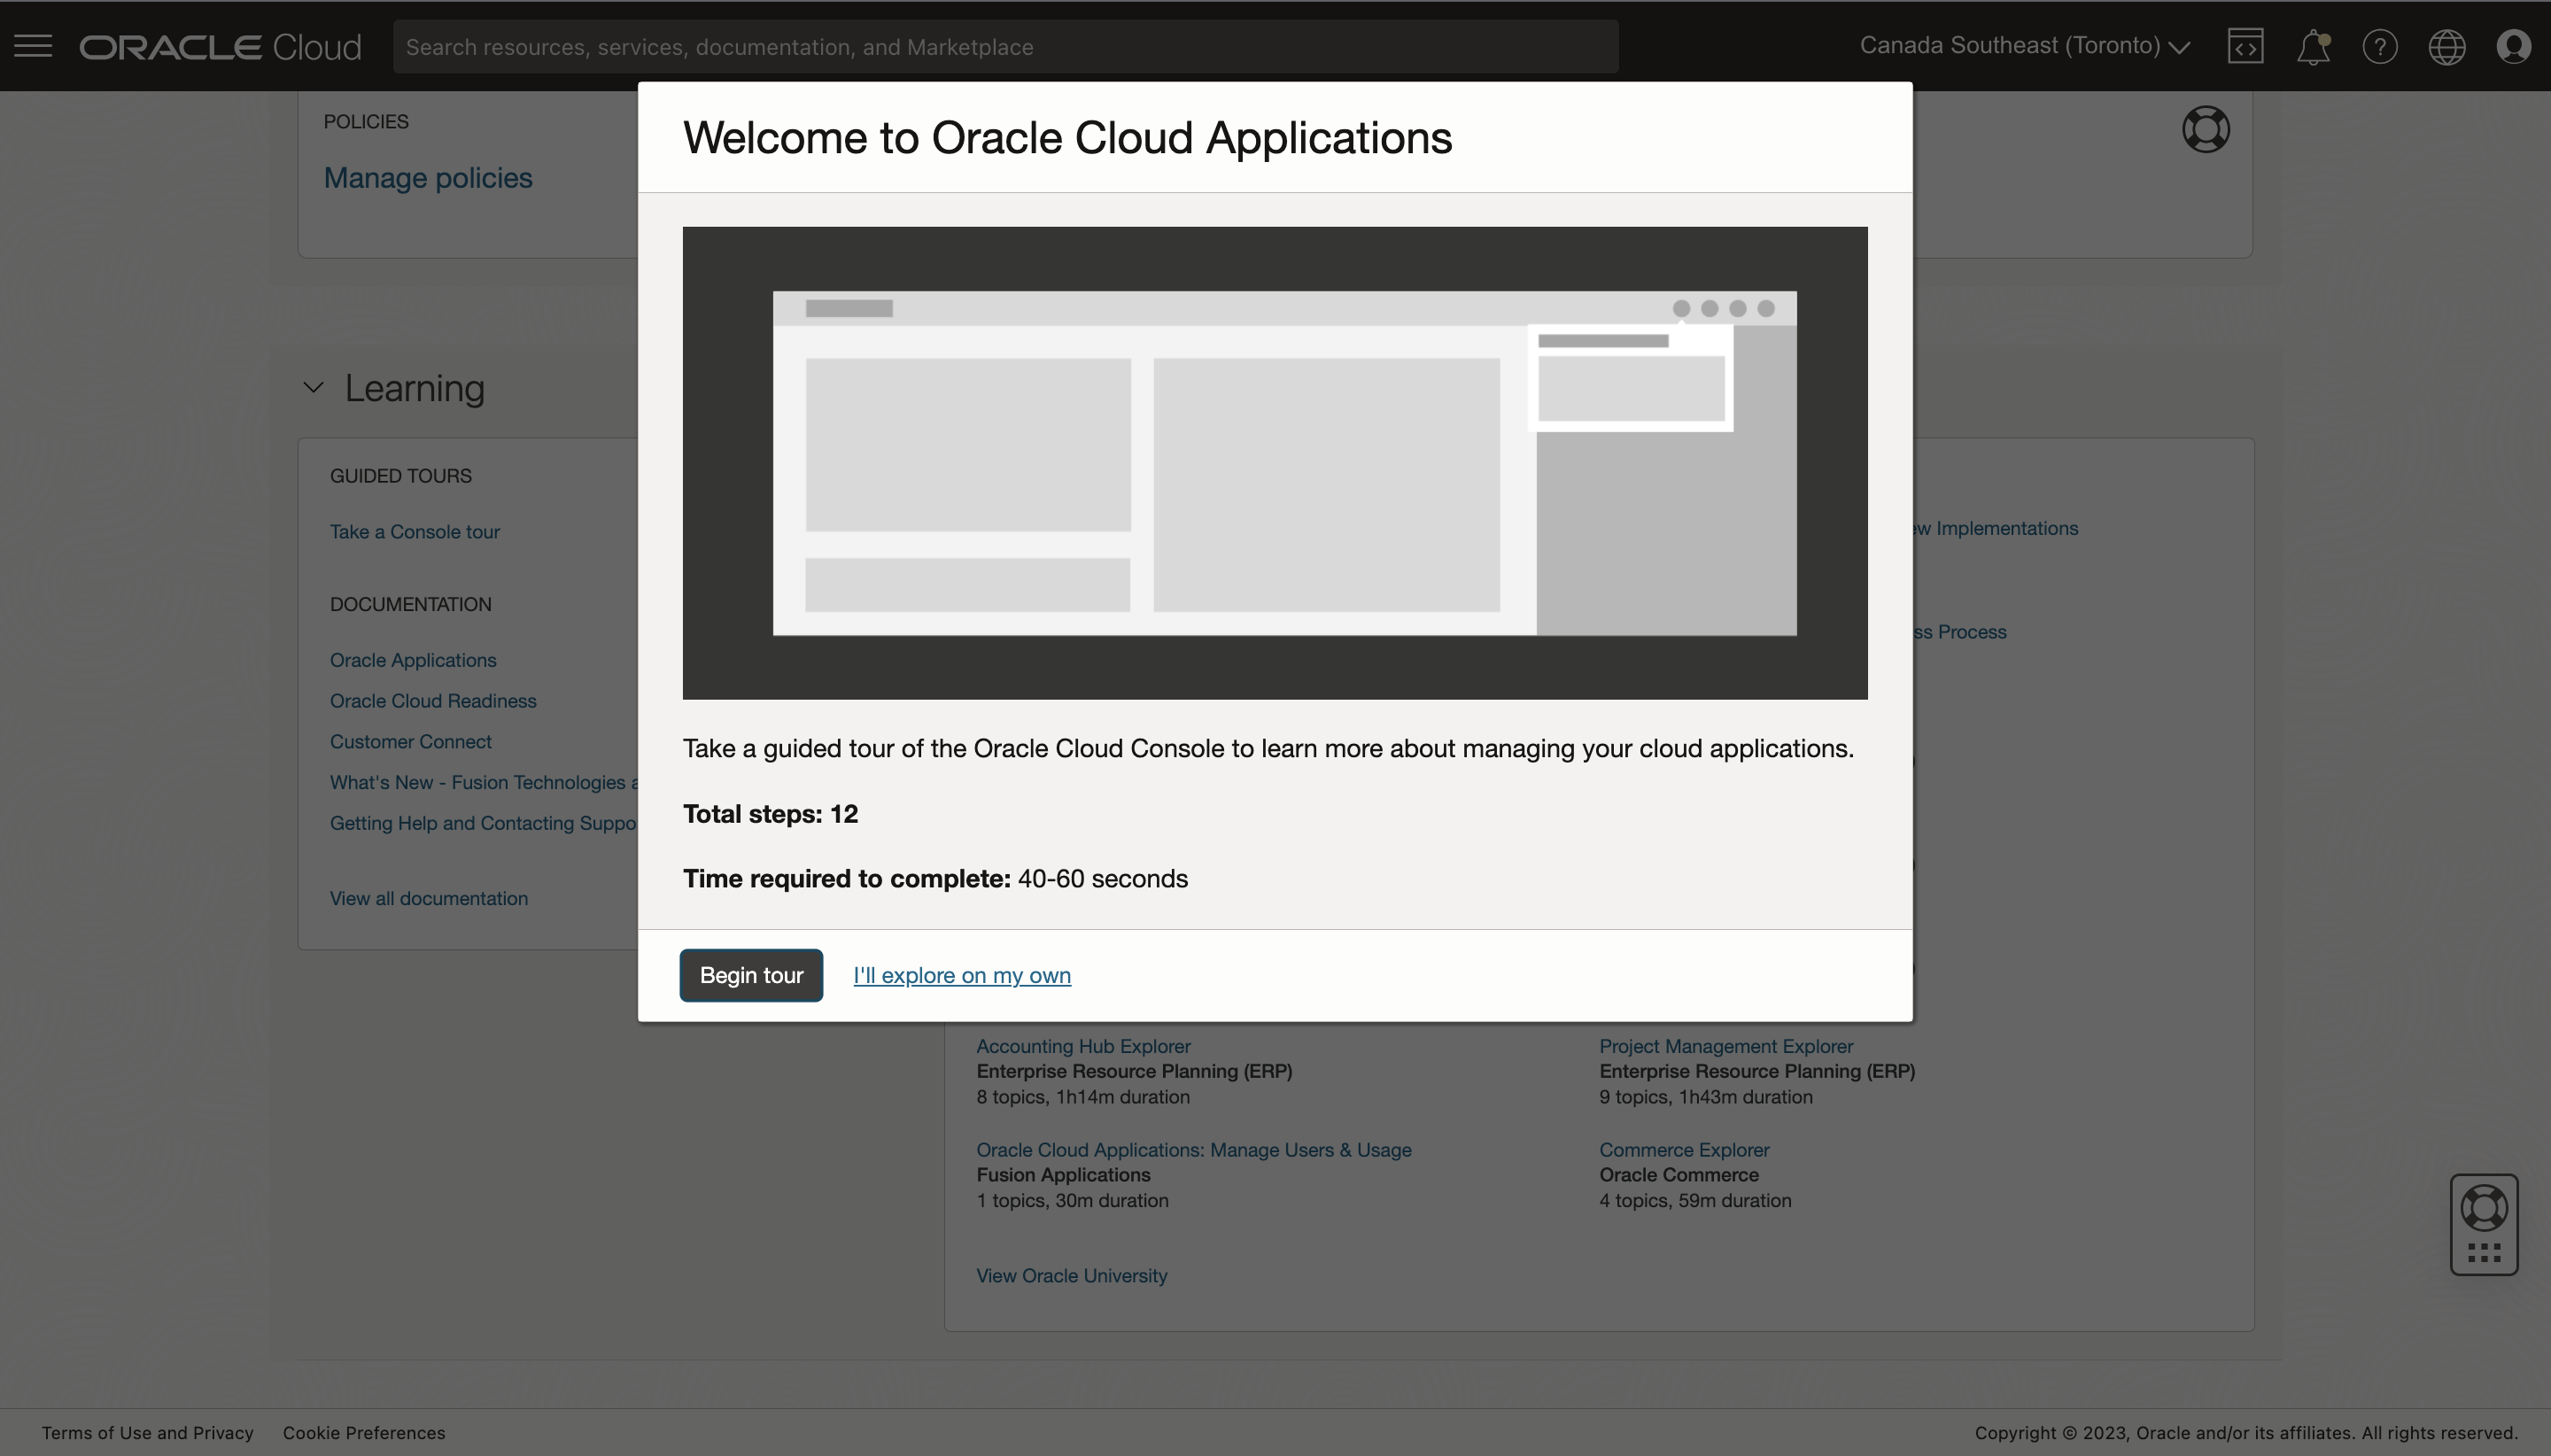 ORACLE Cloud
Search resources, services, documentation, and Marketplace
Canada Southeast (Toronto)
POLICIES
Manage policies
Welcome to Oracle Cloud Applications
Learning
GUIDED TOURS
Take a Console tour
DOCUMENTATION
Oracle Applications
Oracle Cloud Readiness
Customer Connect
What's New - Fusion Technologies
Getting Help and Contacting
View all documentation
Implementations
Process
Take a guided tour of the Oracle Cloud Console to learn more about managing your cloud applications.
Total steps: 12
Time required to complete: 40-60 seconds
Begin tour
I'll explore on my own
Accounting Hub Explorer
Enterprise Resource Planning (ERP)
8 topics, 1h14m duration
Project Management Explorer
Enterprise Resource Planning (ERP)
9 topics, 1h43m duration
Oracle Cloud Applications: Manage Users & Usage
Fusion Applications
1 topics, 30m duration
Commerce Explorer
Oracle Commerce
4 topics, 59m duration
View Oracle University
Terms of Use and Privacy
Cookie Preferences
Copyright © 2023, Oracle and/or its affiliates. All rights reserved.